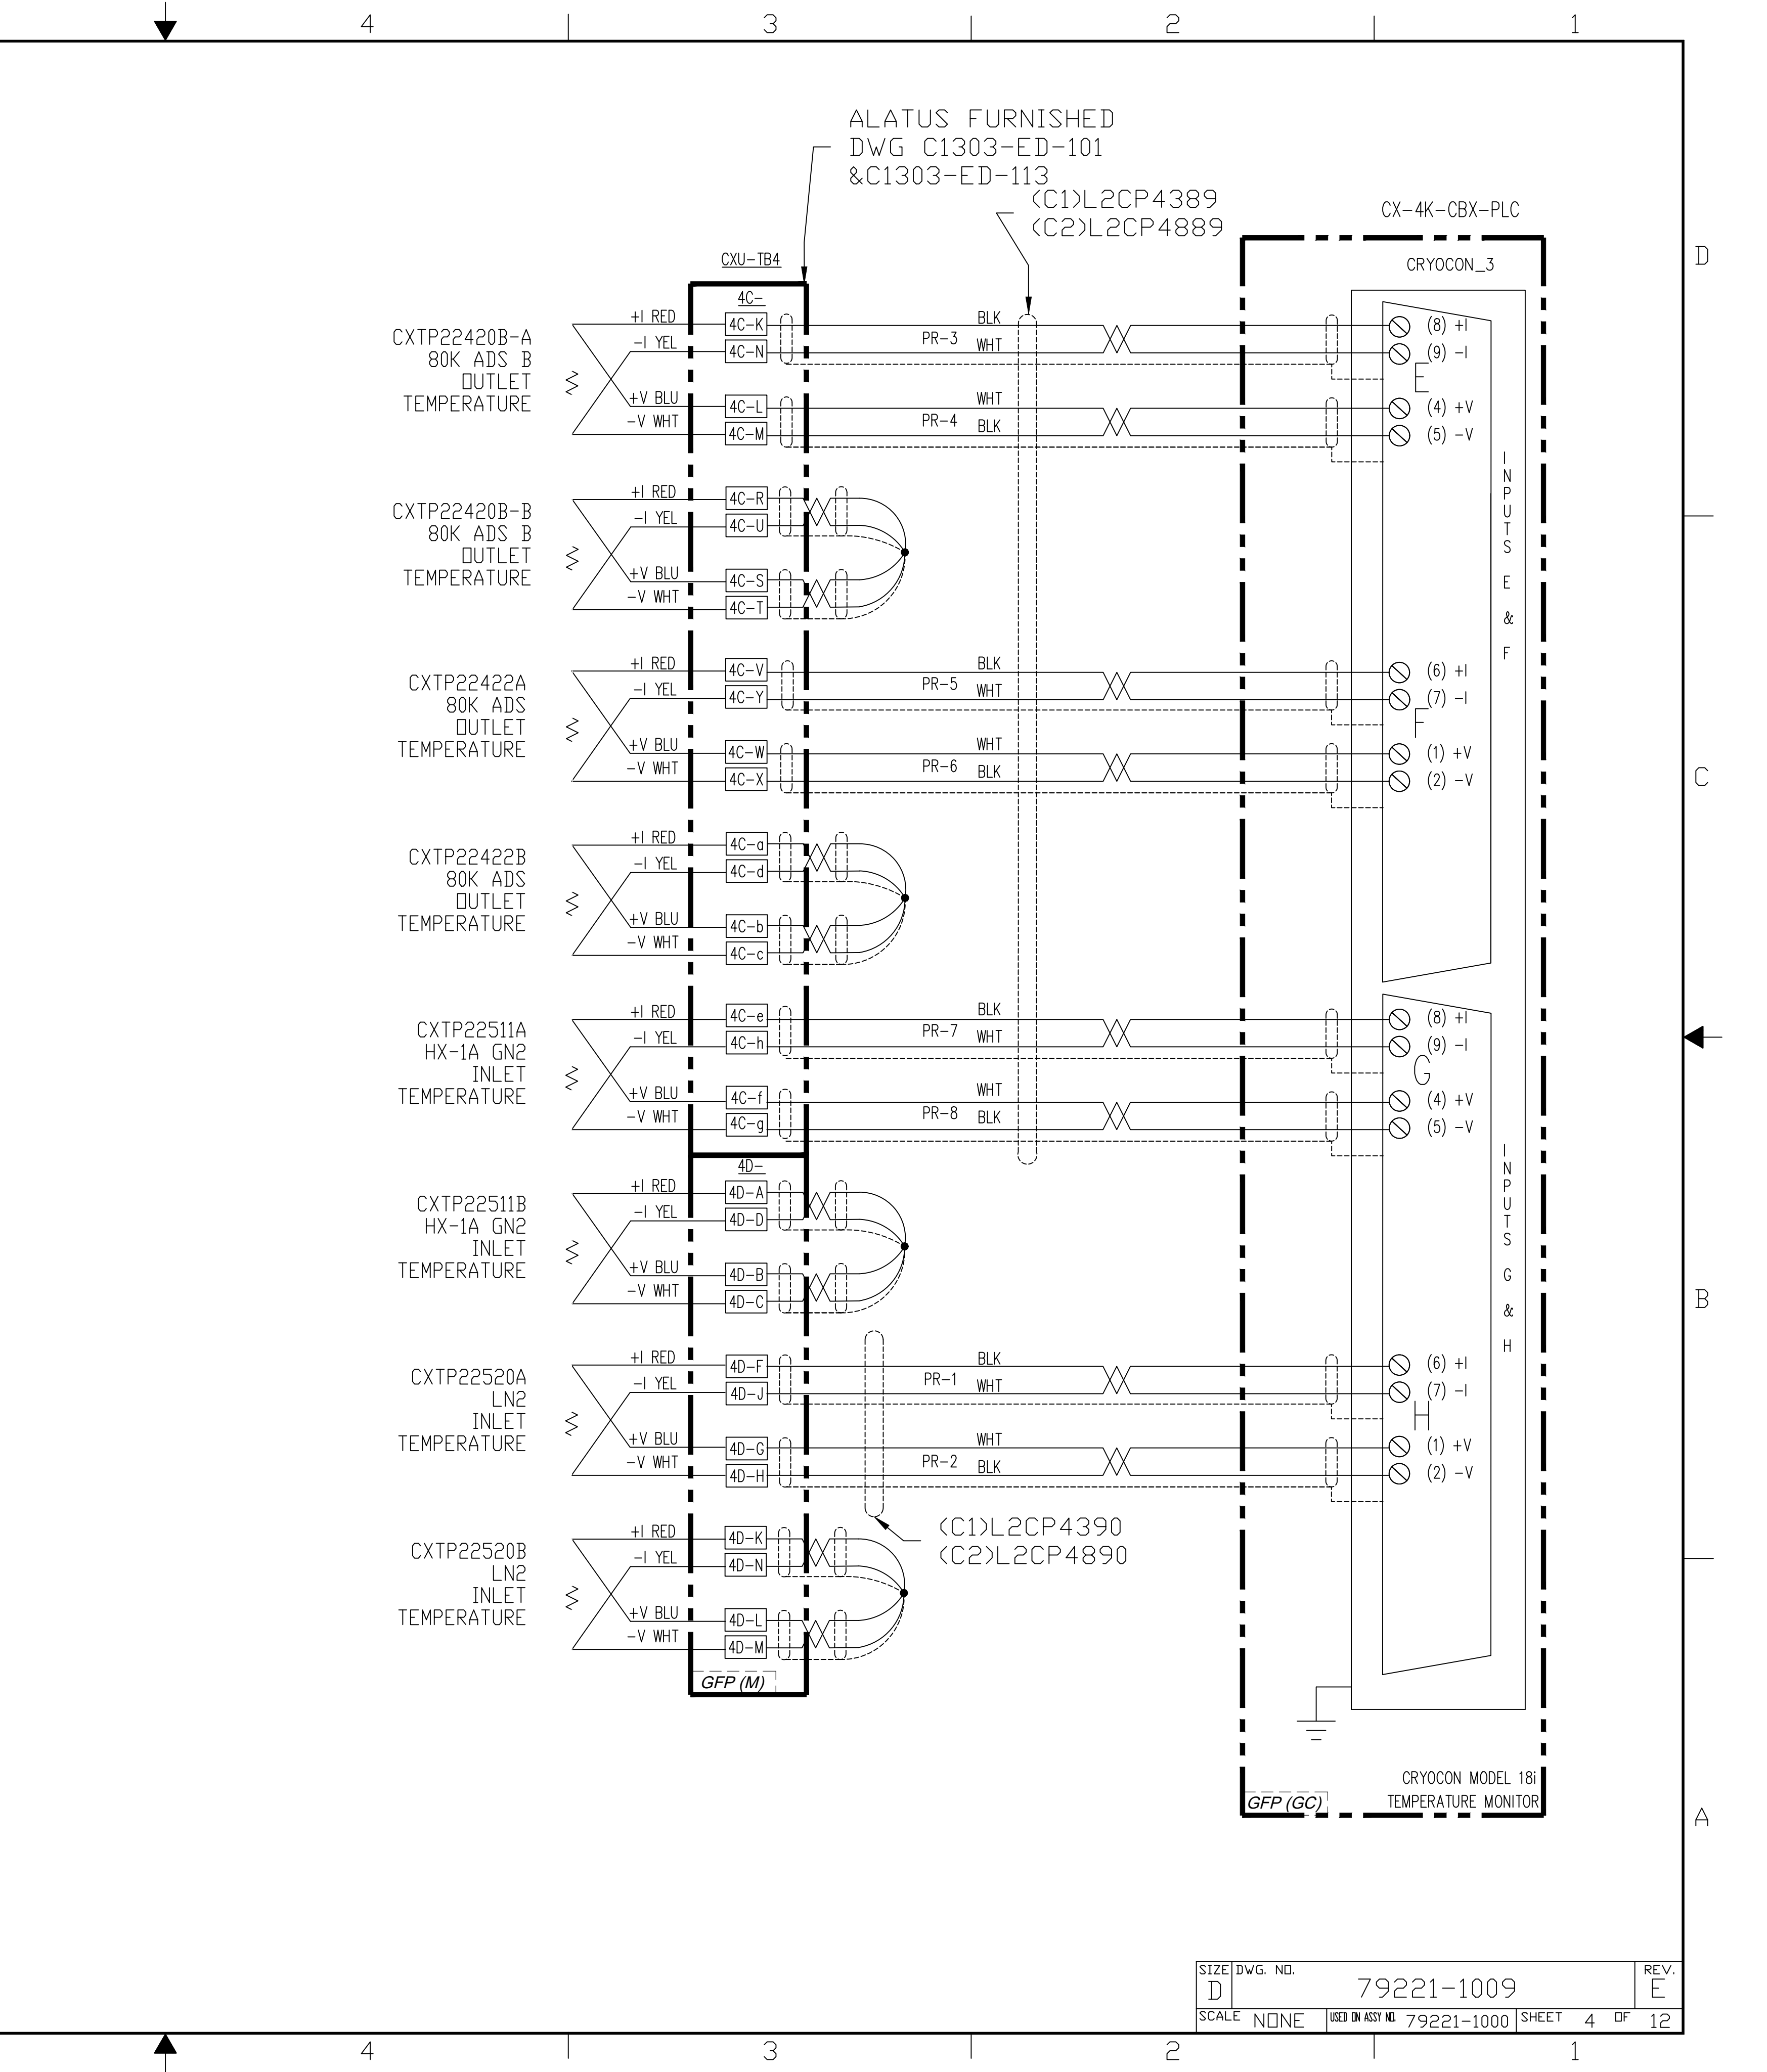 4 3 2 1
ALATUS FURNISHED
DWG C1303-ED-101
&C1303-ED-113
(C1)L2CP4389
(C2)L2CP4889
CX-4K-CBX-PLC
D
CXU-TB4
CRYOCON_3
4C-
CXTP22420B-A
80K ADS B
OUTLET
TEMPERATURE
+I RED 4C-K BLK (8) +I
-I YEL 4C-N PR-3 WHT (9) -I
E
+V BLU 4C-L WHT (4) +V
-V WHT 4C-M PR-4 BLK (5) -V
INPUTS E & F
CXTP22420B-B
80K ADS B
OUTLET
TEMPERATURE
+I RED 4C-R
-I YEL 4C-U
+V BLU 4C-S
-V WHT 4C-T
CXTP22422A
80K ADS
OUTLET
TEMPERATURE
+I RED 4C-V BLK (6) +I
-I YEL 4C-Y PR-5 WHT (7) -I
F
+V BLU 4C-W WHT (1) +V
-V WHT 4C-X PR-6 BLK (2) -V
C
CXTP22422B
80K ADS
OUTLET
TEMPERATURE
+I RED 4C-a
-I YEL 4C-d
+V BLU 4C-b
-V WHT 4C-c
CXTP22511A
HX-1A GN2
INLET
TEMPERATURE
+I RED 4C-e BLK (8) +I
-I YEL 4C-h PR-7 WHT (9) -I
G
+V BLU 4C-f WHT (4) +V
-V WHT 4C-g PR-8 BLK (5) -V
INPUTS G & H
4D-
CXTP22511B
HX-1A GN2
INLET
TEMPERATURE
+I RED 4D-A
-I YEL 4D-D
+V BLU 4D-B
-V WHT 4D-C
B
CXTP22520A
LN2
INLET
TEMPERATURE
+I RED 4D-F BLK (6) +I
-I YEL 4D-J PR-1 WHT (7) -I
H
+V BLU 4D-G WHT (1) +V
-V WHT 4D-H PR-2 BLK (2) -V
(C1)L2CP4390
(C2)L2CP4890
CXTP22520B
LN2
INLET
TEMPERATURE
+I RED 4D-K
-I YEL 4D-N
+V BLU 4D-L
-V WHT 4D-M
GFP (M)
CRYOCON MODEL 18i
TEMPERATURE MONITOR
GFP (GC)
A
SIZE D DWG. NO. 79221-1009 REV. E
SCALE NONE USED ON ASSY NO. 79221-1000 SHEET 4 OF 12
4 3 2 1